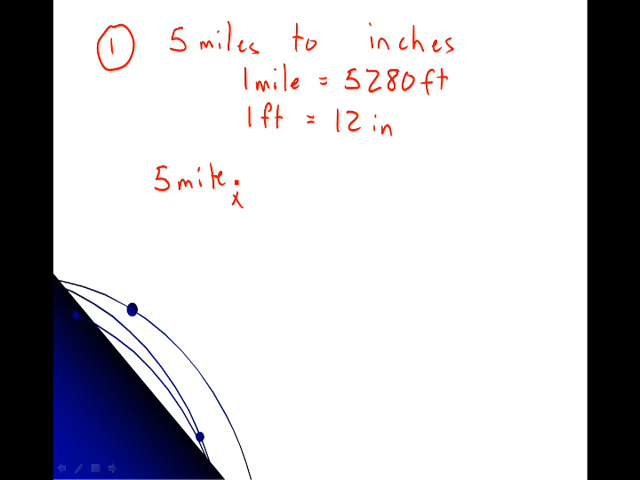 ① 5 miles to inches
1 mile = 5280 ft
1 ft = 12 in
5 mile x